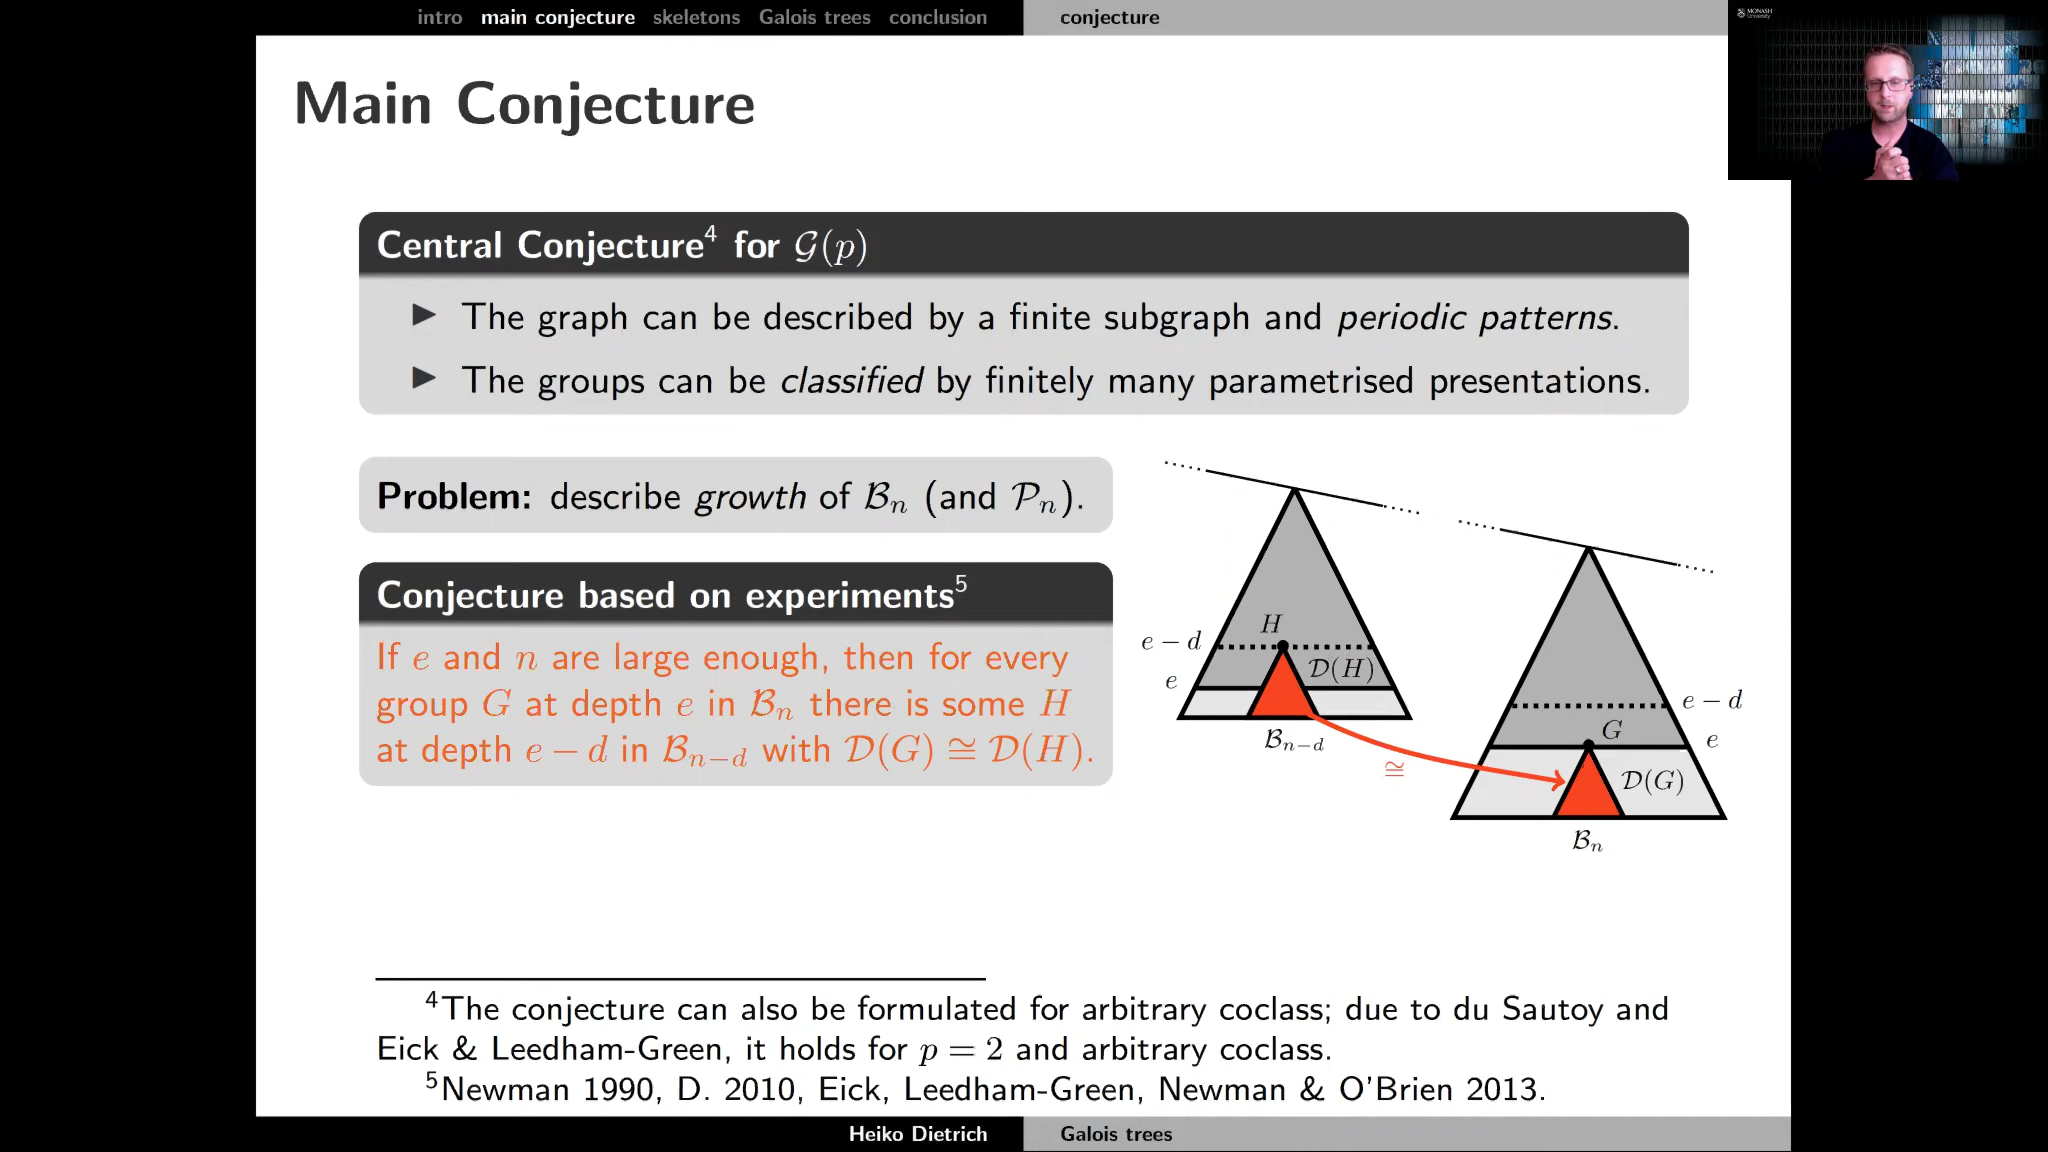 intro main conjecture skeletons Galois trees conclusion conjecture
MONASH
University
Main Conjecture
Central Conjecture⁴ for 𝒢(p)
▶ The graph can be described by a finite subgraph and periodic patterns.
▶ The groups can be classified by finitely many parametrised presentations.
Problem: describe growth of ℬₙ (and 𝒫ₙ).
Conjecture based on experiments⁵
If e and n are large enough, then for every
group G at depth e in ℬₙ there is some H
at depth e − d in ℬₙ₋d with 𝒟(G) ≅ 𝒟(H).
H
e − d
𝒟(H)
e
ℬₙ₋d
≅
e − d
G
e
𝒟(G)
ℬₙ
⁴The conjecture can also be formulated for arbitrary coclass; due to du Sautoy and
Eick & Leedham-Green, it holds for p = 2 and arbitrary coclass.
⁵Newman 1990, D. 2010, Eick, Leedham-Green, Newman & O'Brien 2013.
Heiko Dietrich Galois trees